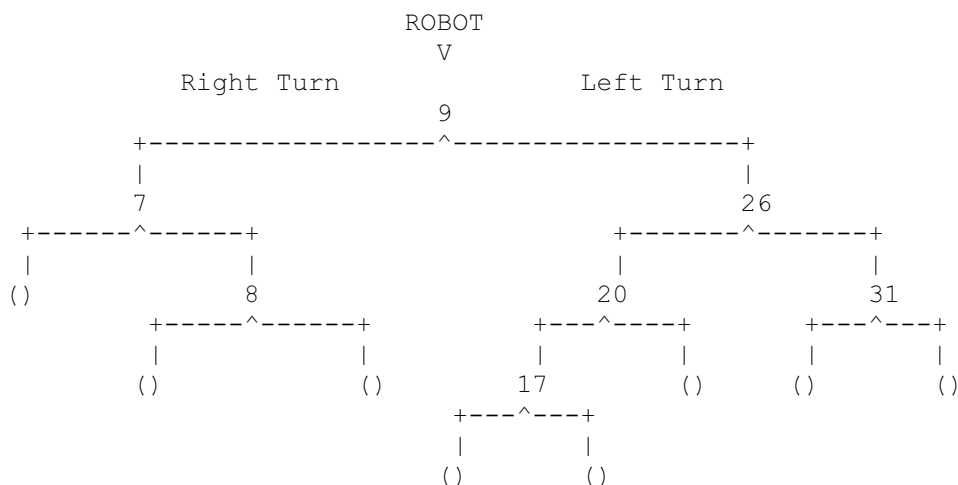 ROBOT
V
Right Turn Left Turn
9
+------------------^------------------+
| |
7 26
+------^------+ +-------^-------+
| | | |
() 8 20 31
+-----^------+ +---^----+ +---^---+
| | | | | |
() () 17 () () ()
+---^---+
| |
() ()